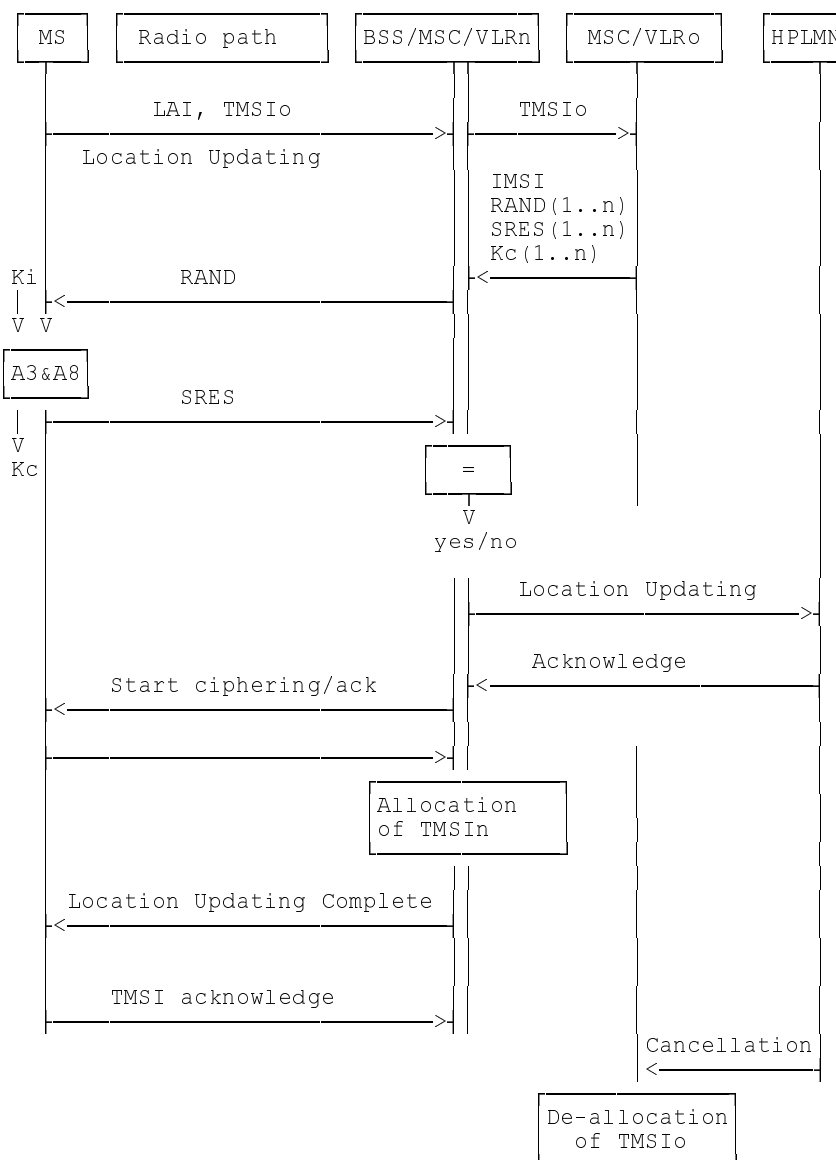 MS
Radio path
BSS/MSC/VLRn
MSC/VLRo
HPLMN
LAI, TMSIo
TMSIo
Location Updating
IMSI
RAND(1..n)
SRES(1..n)
Kc(1..n)
Ki
RAND
V V
A3&A8
SRES
V
Kc
=
V
yes/no
Location Updating
Acknowledge
Start ciphering/ack
Allocation
of TMSIn
Location Updating Complete
TMSI acknowledge
Cancellation
De-allocation
of TMSIo